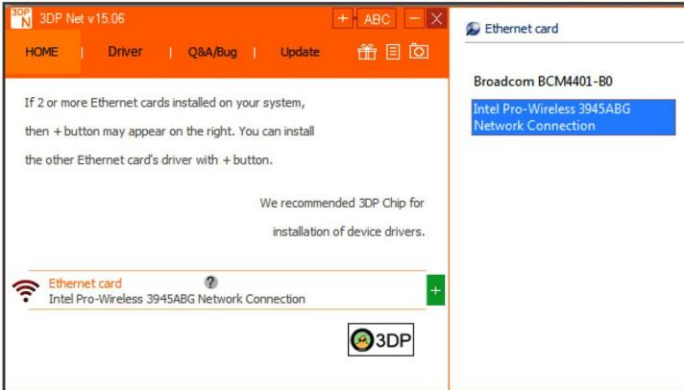 3DP
N
3DP Net v15.06
+
ABC
HOME | Driver | Q&A/Bug | Update
If 2 or more Ethernet cards installed on your system,
then + button may appear on the right. You can install
the other Ethernet card's driver with + button.
We recommended 3DP Chip for
installation of device drivers.
Ethernet card ?
Intel Pro-Wireless 3945ABG Network Connection
+
3DP
Ethernet card
Broadcom BCM4401-B0
Intel Pro-Wireless 3945ABG
Network Connection